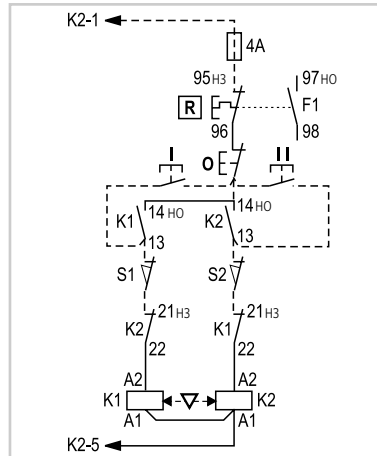 K2-1
4A
95НЗ 97НО
R F1
96 98
I O II
14НО 14НО
K1 K2
13 13
S1 S2
21НЗ 21НЗ
K2 K1
22 22
A2 A2
K1 K2
A1 A1
K2-5